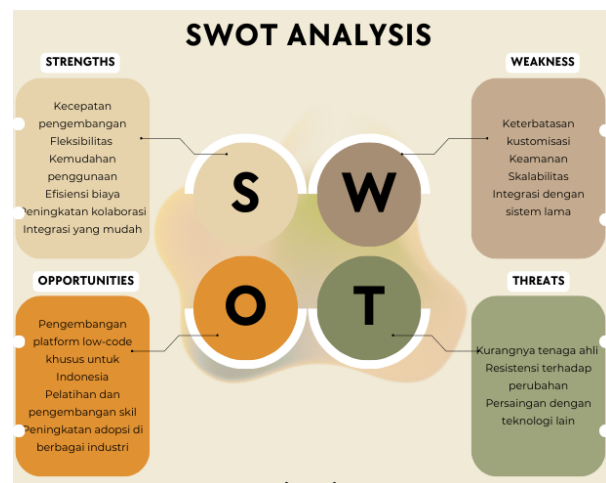 SWOT ANALYSIS
STRENGTHS
Kecepatan
pengembangan
Fleksibilitas
Kemudahan
penggunaan
Efisiensi biaya
Peningkatan kolaborasi
Integrasi yang mudah
WEAKNESS
Keterbatasan
kustomisasi
Keamanan
Skalabilitas
Integrasi dengan
sistem lama
S
W
O
T
OPPORTUNITIES
Pengembangan
platform low-code
khusus untuk
Indonesia
Pelatihan dan
pengembangan skil
Peningkatan adopsi di
berbagai industri
THREATS
Kurangnya tenaga ahli
Resistensi terhadap
perubahan
Persaingan dengan
teknologi lain